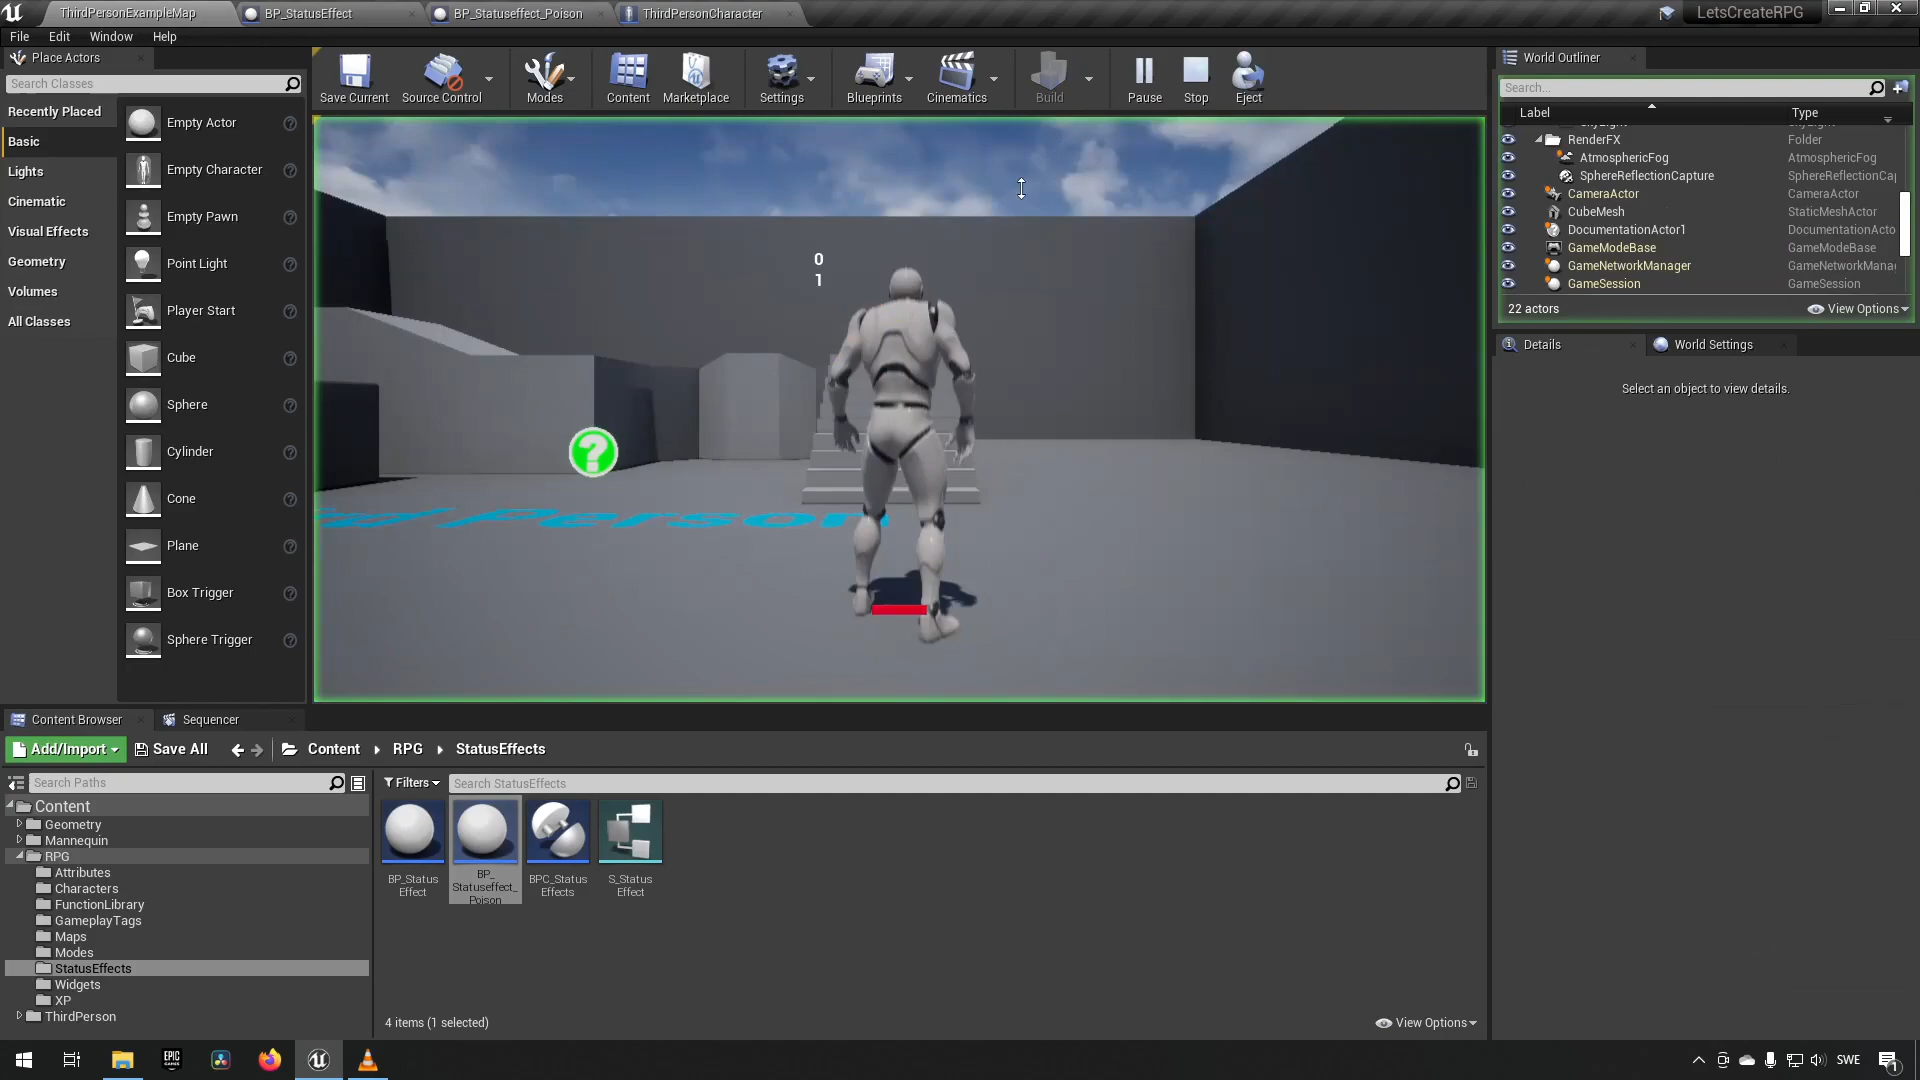 ThirdPersonExampleMap
BP_StatusEffect
BP_Statuseffect_Poison
ThirdPersonCharacter
LetsCreateRPG
File
Edit
Window
Help
Place Actors
Search Classes
Recently Placed
Basic
Lights
Cinematic
Visual Effects
Geometry
Volumes
All Classes
Empty Actor
Empty Character
Empty Pawn
Point Light
Player Start
Cube
Sphere
Cylinder
Cone
Plane
Box Trigger
Sphere Trigger
Save Current
Source Control
Modes
Content
Marketplace
Settings
Blueprints
Cinematics
Build
Pause
Stop
Eject
0
1
Person
World Outliner
Search...
Label
Type
RenderFX
Folder
AtmosphericFog
AtmosphericFog
SphereReflectionCapture
SphereReflectionCap
CameraActor
CameraActor
CubeMesh
StaticMeshActor
DocumentationActor1
DocumentationActo
GameModeBase
GameModeBase
GameNetworkManager
GameNetworkMana
GameSession
GameSession
22 actors
View Options
Details
World Settings
Select an object to view details.
Content Browser
Sequencer
Add/Import
Save All
Content
RPG
StatusEffects
Search Paths
Filters
Search StatusEffects
Content
Geometry
Mannequin
RPG
Attributes
Characters
FunctionLibrary
GameplayTags
Maps
Modes
StatusEffects
Widgets
XP
ThirdPerson
BP_Status
Effect
BP_
Statuseffect_
Poison
BPC_Status
Effects
S_Status
Effect
4 items (1 selected)
View Options
EPIC
GAMES
SWE
1